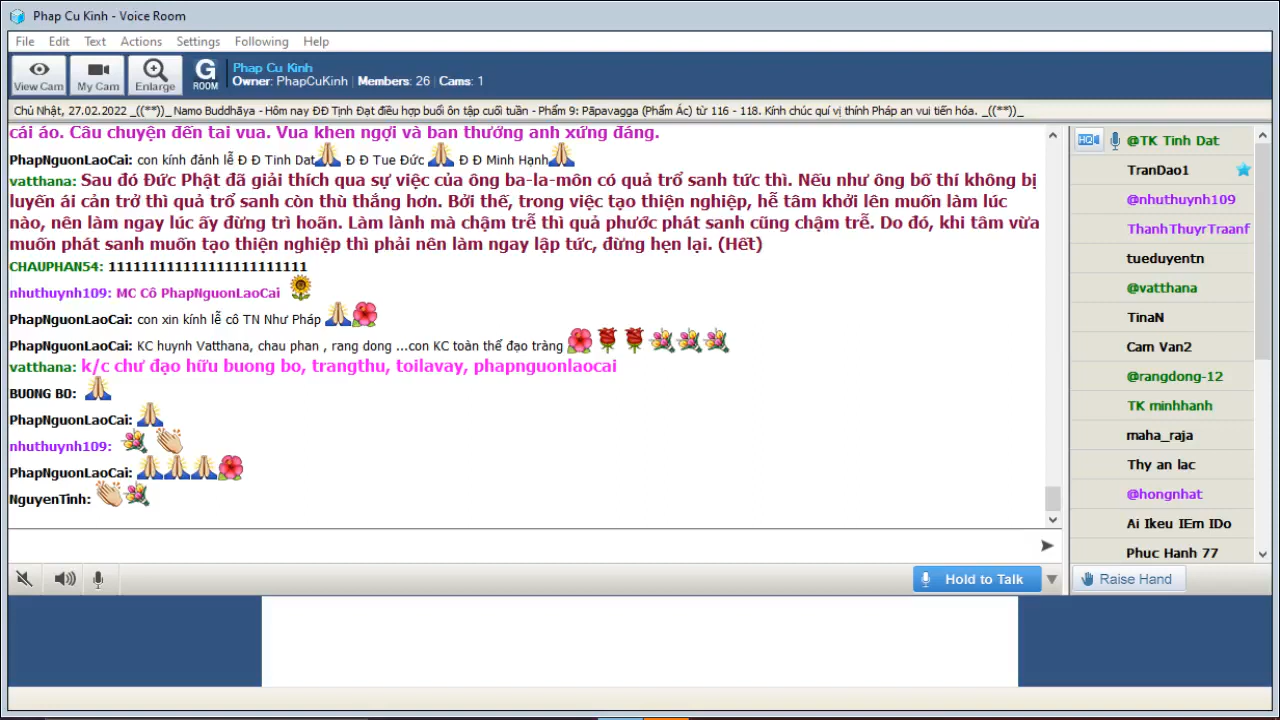 Phap Cu Kinh - Voice Room
File Edit Text Actions Settings Following Help
View Cam My Cam Enlarge G ROOM Phap Cu Kinh
Owner: PhapCuKinh | Members: 26 | Cams: 1
Chủ Nhật, 27.02.2022 _((**))_ Namo Buddhāya - Hôm nay ĐĐ Tịnh Đạt điều hợp buổi ôn tập cuối tuần - Phẩm 9: Pāpavagga (Phẩm Ác) từ 116 - 118. Kính chúc quí vị thính Pháp an vui tiến hóa. _((**))_
cái áo. Câu chuyện đến tai vua. Vua khen ngợi và ban thưởng anh xứng đáng.
PhapNguonLaoCai: con kính đảnh lễ Đ Đ Tinh Dat Đ Đ Tue Đức Đ Đ Minh Hạnh
vatthana: Sau đó Đức Phật đã giải thích qua sự việc của ông ba-la-môn có quả trổ sanh tức thì. Nếu như ông bố thí không bị
luyến ái cản trở thì quả trổ sanh còn thù thắng hơn. Bởi thế, trong việc tạo thiện nghiệp, hễ tâm khởi lên muốn làm lúc
nào, nên làm ngay lúc ấy đừng trì hoãn. Làm lành mà chậm trễ thì quả phước phát sanh cũng chậm trễ. Do đó, khi tâm vừa
muốn phát sanh muốn tạo thiện nghiệp thì phải nên làm ngay lập tức, đừng hẹn lại. (Hết)
CHAUPHAN54: 111111111111111111111111
nhuthuynh109: MC Cô PhapNguonLaoCai
PhapNguonLaoCai: con xin kính lễ cô TN Như Pháp
PhapNguonLaoCai: KC huynh Vatthana, chau phan , rang dong ...con KC toàn thể đạo tràng
vatthana: k/c chư đạo hữu buong bo, trangthu, toilavay, phapnguonlaocai
BUONG BO:
PhapNguonLaoCai:
nhuthuynh109:
PhapNguonLaoCai:
NguyenTinh:
HQ
@TK Tinh Dat
TranDao1
@nhuthuynh109
ThanhThuyrTraanf
tueduyentn
@vatthana
TinaN
Cam Van2
@rangdong-12
TK minhhanh
maha_raja
Thy an lac
@hongnhat
Ai Ikeu IEm IDo
Phuc Hanh 77
Hold to Talk
Raise Hand